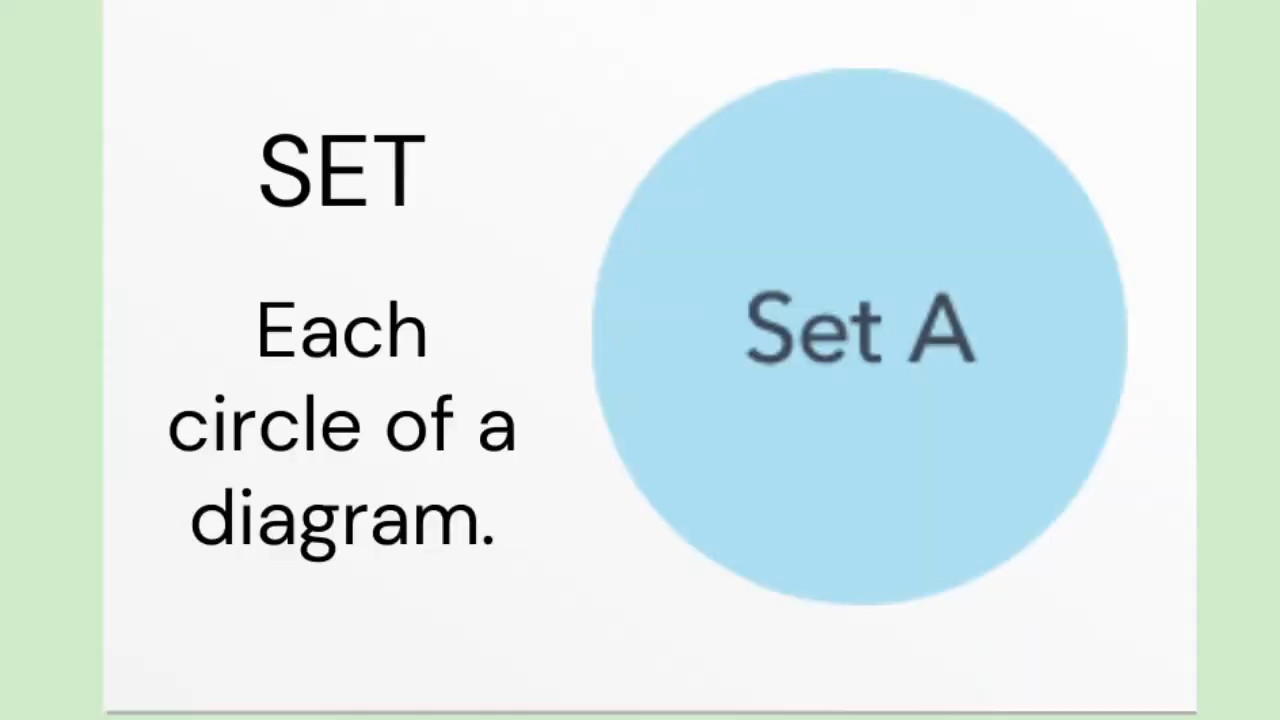 SET
Each
circle of a
diagram.
Set A